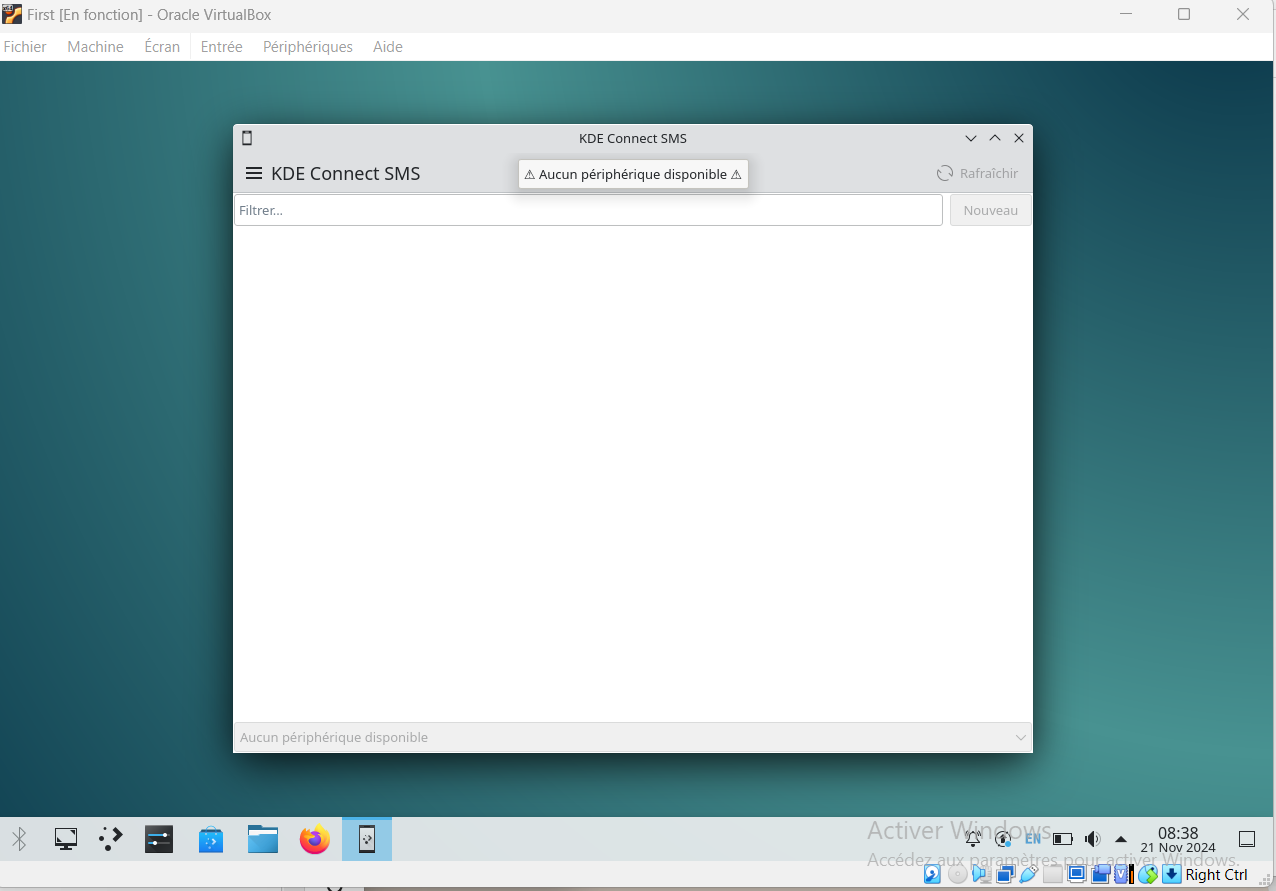 First [En fonction] - Oracle VirtualBox
Fichier Machine Écran Entrée Périphériques Aide
KDE Connect SMS
KDE Connect SMS
⚠ Aucun périphérique disponible ⚠
Rafraîchir
Filtrer...
Nouveau
Aucun périphérique disponible
Activer Windows
Accédez aux paramètres pour activer Windows.
EN
08:38
21 Nov 2024
Right Ctrl